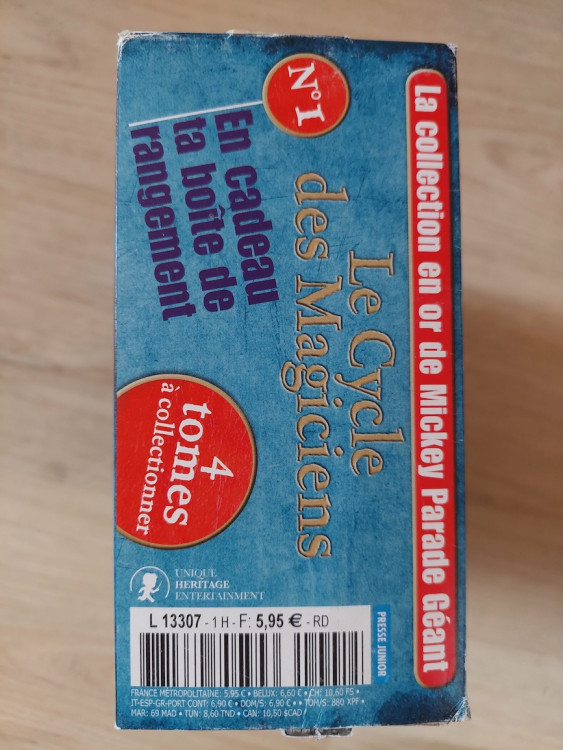 La collection en or de Mickey Parade Géant
N°1
Le Cycle
des Magiciens
En cadeau
ta boîte de
rangement
4
tomes
à collectionner
UNIQUE
HERITAGE
ENTERTAINMENT
PRESSE JUNIOR
L 13307 - 1 H - F: 5,95 € - RD
FRANCE MÉTROPOLITAINE: 5.95 € • BELUX: 6,60 € • CH: 10,60 FS •
IT-ESP-GR-PORT CONT: 6,90 € • DOM/S: 6,90 € • TOM/S: 880 XPF •
MAR: 69 MAD • TUN: 8,60 TND • CAN: 10,50 $CAD